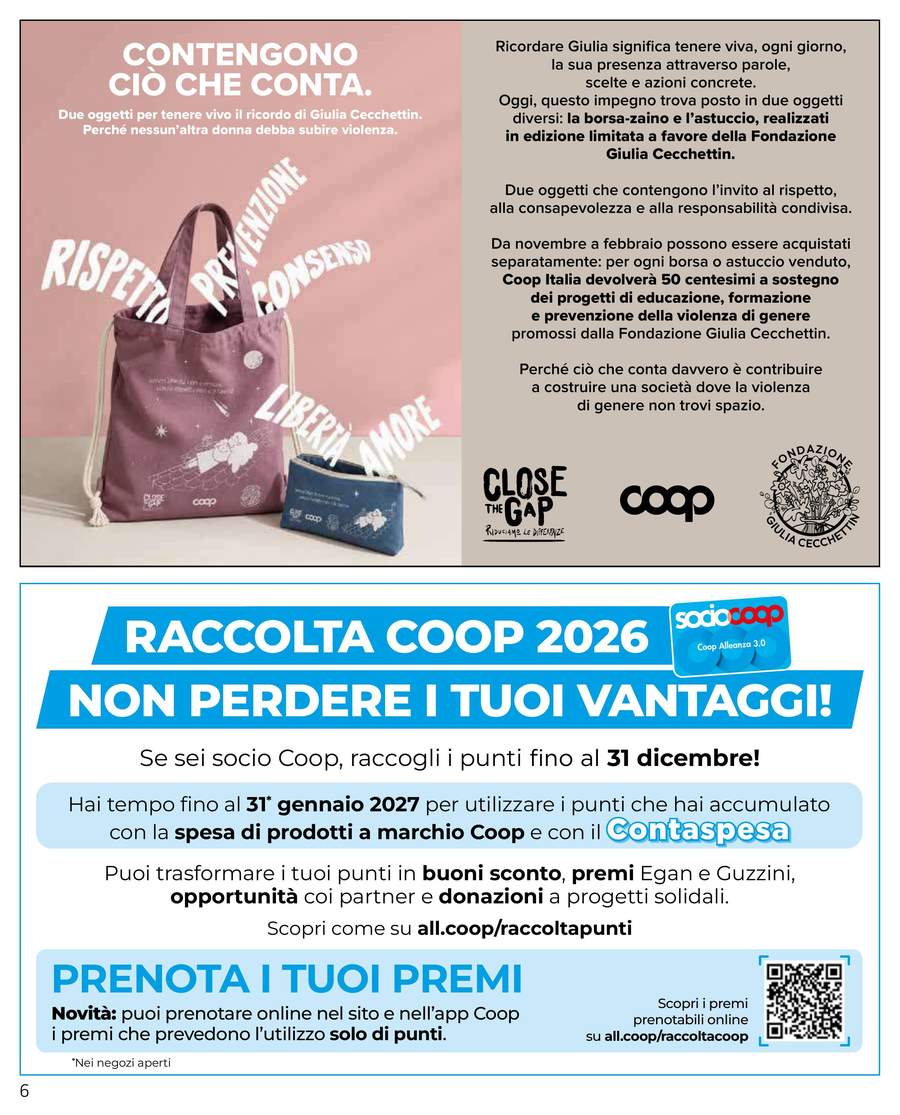 CONTENGONO
CIÒ CHE CONTA.
Due oggetti per tenere vivo il ricordo di Giulia Cecchettin.
Perché nessun'altra donna debba subire violenza.
RISPETTO
PREVENZIONE
CONSENSO
LIBERTÀ
AMORE
CLOSE THE GAP
coop
coop
Ricordare Giulia significa tenere viva, ogni giorno,
la sua presenza attraverso parole,
scelte e azioni concrete.
Oggi, questo impegno trova posto in due oggetti
diversi: la borsa-zaino e l'astuccio, realizzati
in edizione limitata a favore della Fondazione
Giulia Cecchettin.
Due oggetti che contengono l'invito al rispetto,
alla consapevolezza e alla responsabilità condivisa.
Da novembre a febbraio possono essere acquistati
separatamente: per ogni borsa o astuccio venduto,
Coop Italia devolverà 50 centesimi a sostegno
dei progetti di educazione, formazione
e prevenzione della violenza di genere
promossi dalla Fondazione Giulia Cecchettin.
Perché ciò che conta davvero è contribuire
a costruire una società dove la violenza
di genere non trovi spazio.
CLOSE
THE GAP
RIDUCIAMO LE DIFFERENZE
coop
FONDAZIONE
GIULIA CECCHETTIN
RACCOLTA COOP 2026
sociocoop
Coop Alleanza 3.0
NON PERDERE I TUOI VANTAGGI!
Se sei socio Coop, raccogli i punti fino al 31 dicembre!
Hai tempo fino al 31* gennaio 2027 per utilizzare i punti che hai accumulato
con la spesa di prodotti a marchio Coop e con il Contaspesa
Puoi trasformare i tuoi punti in buoni sconto, premi Egan e Guzzini,
opportunità coi partner e donazioni a progetti solidali.
Scopri come su all.coop/raccoltapunti
PRENOTA I TUOI PREMI
Novità: puoi prenotare online nel sito e nell'app Coop
i premi che prevedono l'utilizzo solo di punti.
Scopri i premi
prenotabili online
su all.coop/raccoltacoop
*Nei negozi aperti
6